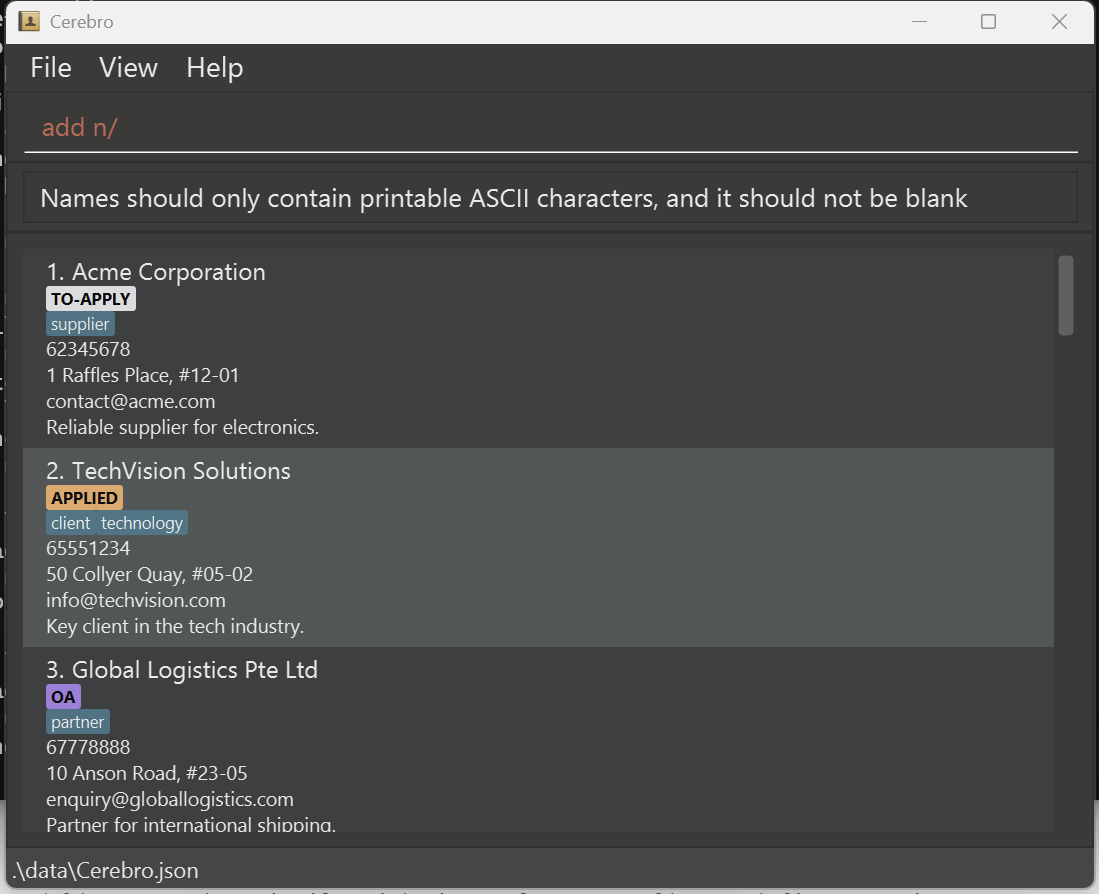 Cerebro
File View Help
add n/
Names should only contain printable ASCII characters, and it should not be blank
1. Acme Corporation
TO-APPLY
supplier
62345678
1 Raffles Place, #12-01
contact@acme.com
Reliable supplier for electronics.
2. TechVision Solutions
APPLIED
client technology
65551234
50 Collyer Quay, #05-02
info@techvision.com
Key client in the tech industry.
3. Global Logistics Pte Ltd
OA
partner
67778888
10 Anson Road, #23-05
enquiry@globallogistics.com
Partner for international shipping.
.\data\Cerebro.json